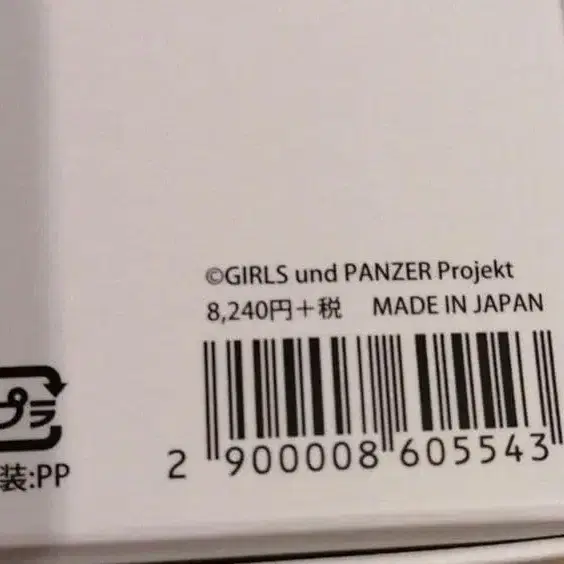 ©GIRLS und PANZER Projekt
8,240円+税 MADE IN JAPAN
プラ
装:PP
2 900008 605543